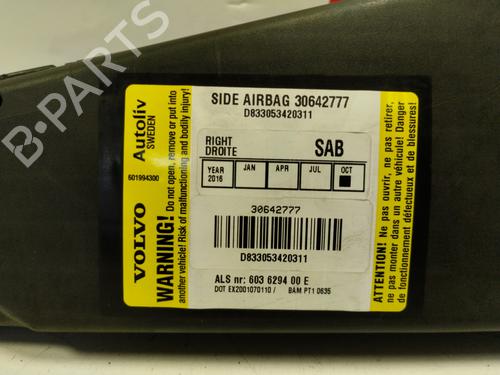 B-PARTS
VOLVO
Autoliv
SWEDEN
601994300
WARNING! Do not open, remove or put into
another vehicle! Risk of malfunctioning and bodily injury!
SIDE AIRBAG 30642777
D833053420311
RIGHT
DROITE
SAB
YEAR
2016
JAN
APR
JUL
OCT
30642777
D833053420311
ALS nr: 603 6294 00 E
DOT EX2001070110 / BAM PT1 0635
ATTENTION! Ne pas ouvrir, ne pas retirer,
ne pas monter dans un autre véhicule! Danger
de fonctionnement défectueux et de blessures!